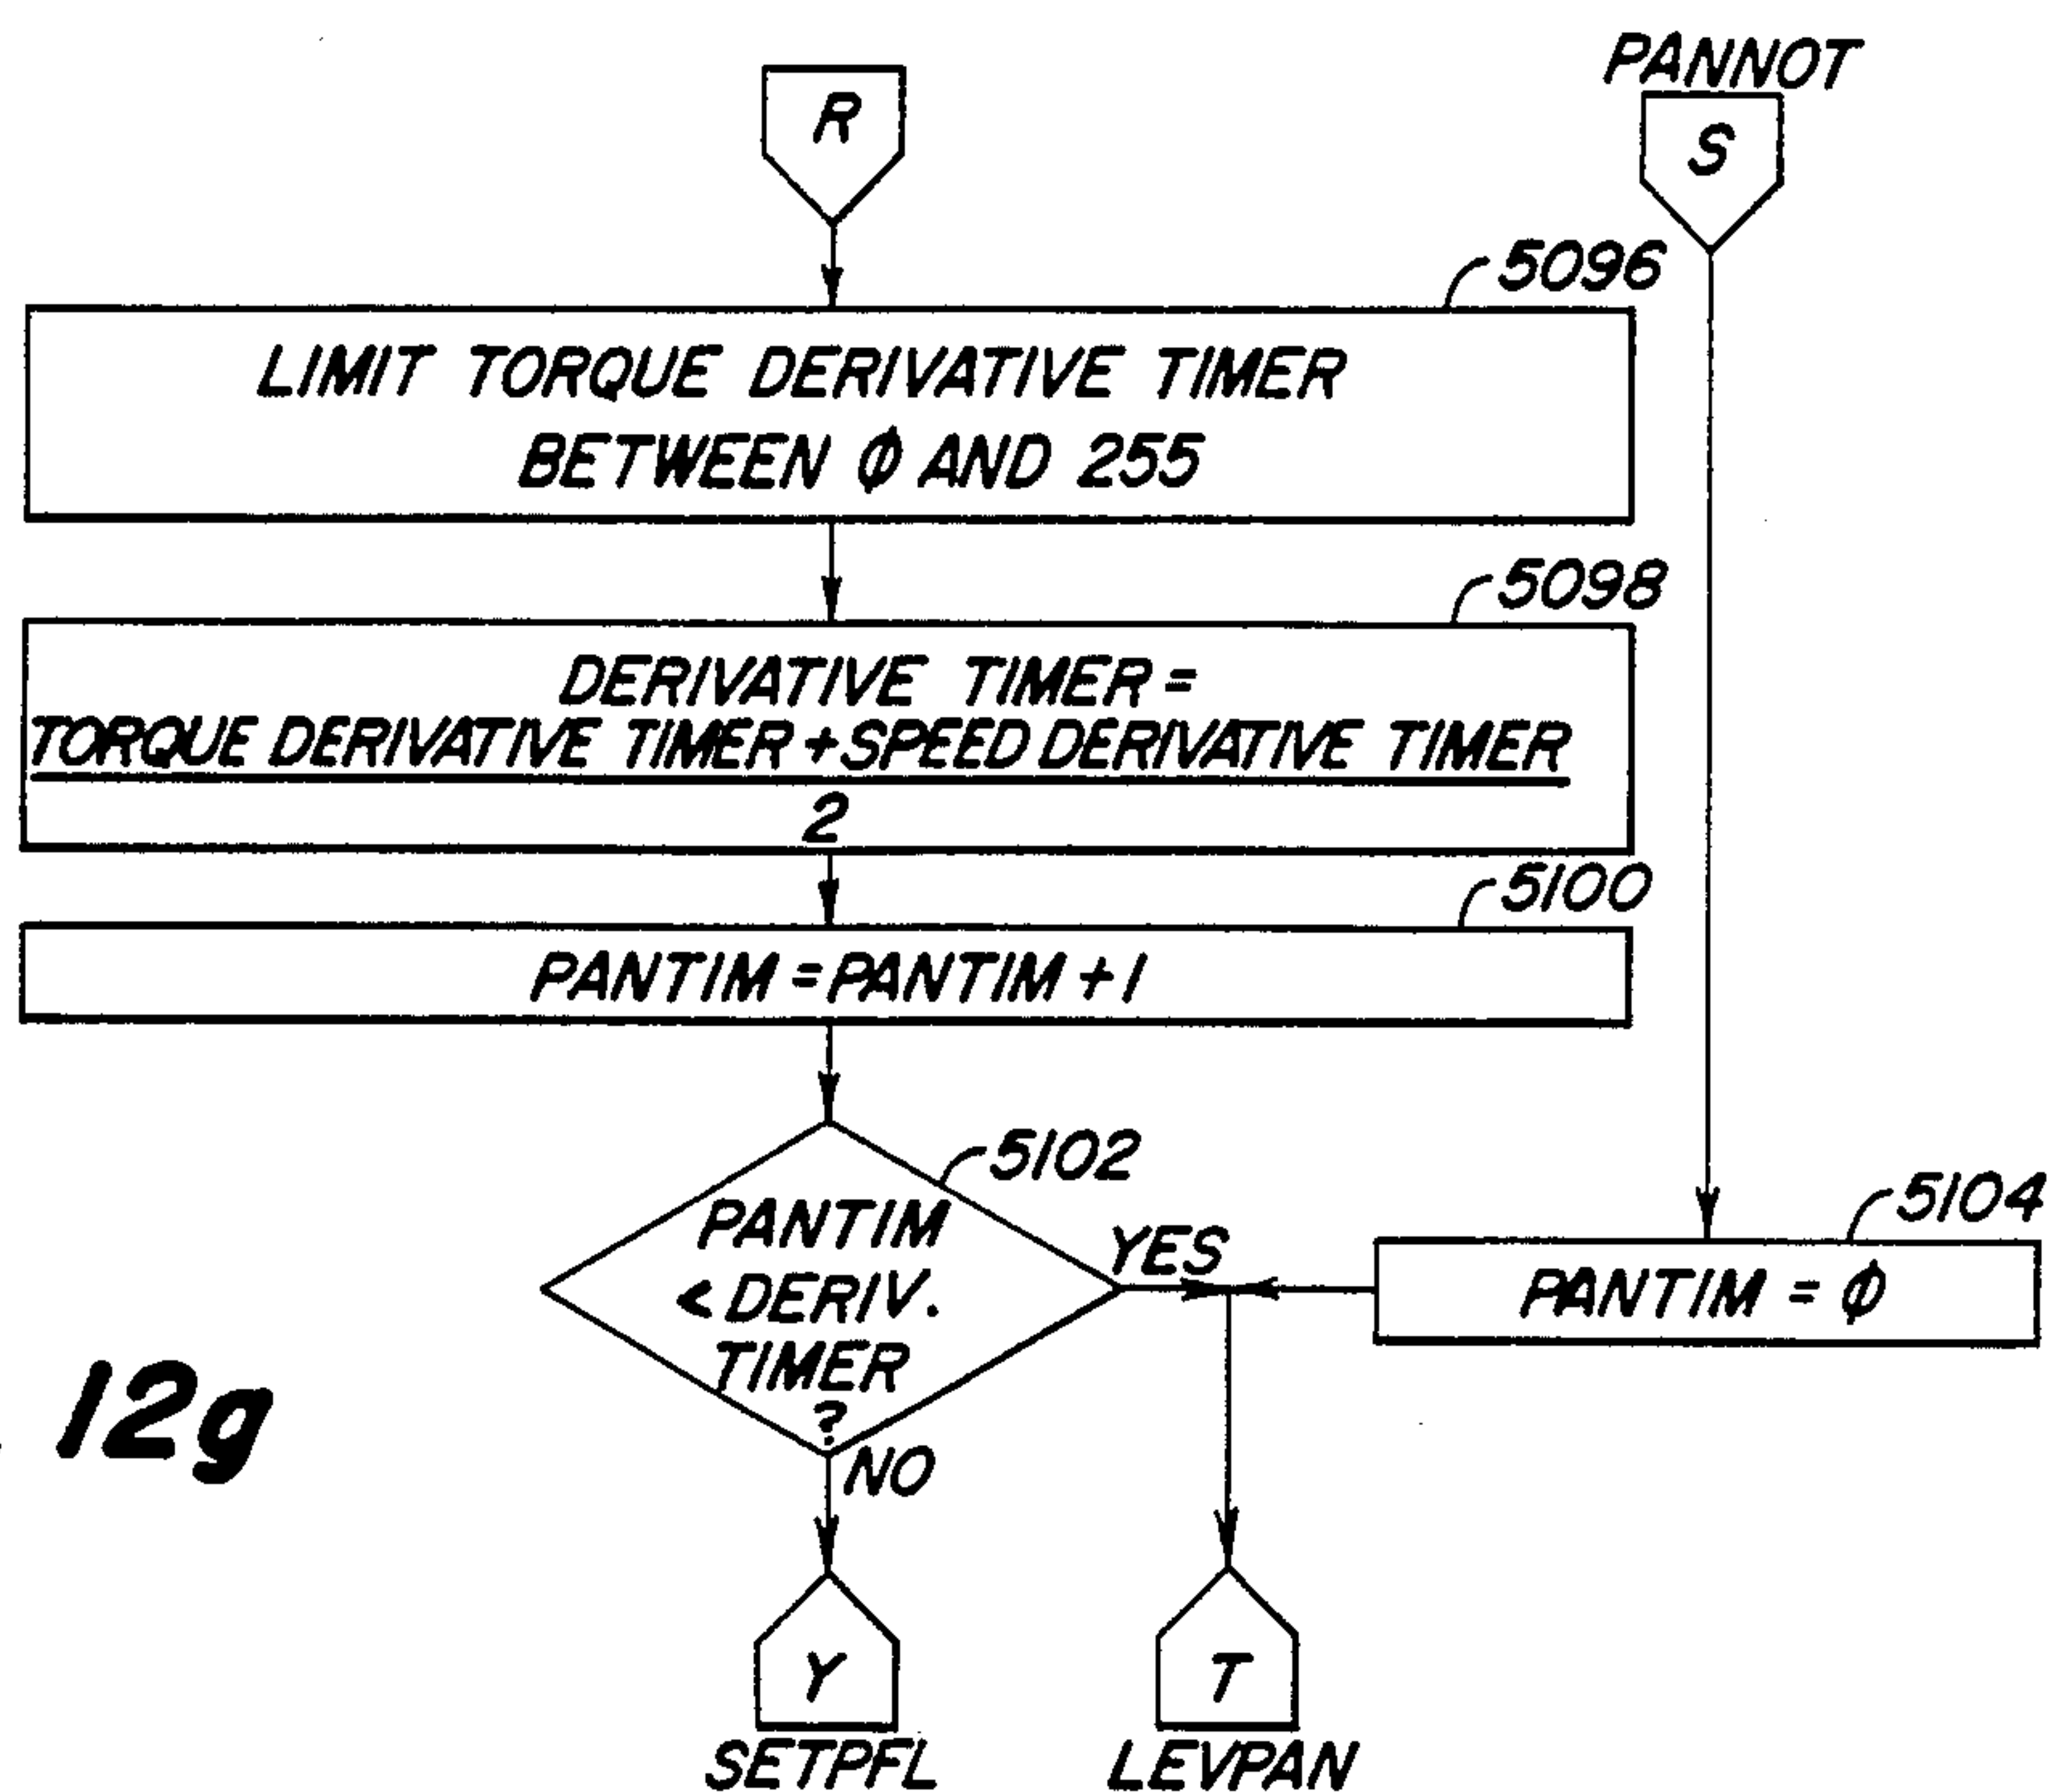 PANNOT
R
S
5096
LIMIT TORQUE DERIVATIVE TIMER
BETWEEN ϕ AND 255
5098
DERIVATIVE TIMER =
TORQUE DERIVATIVE TIMER + SPEED DERIVATIVE TIMER
2
5100
PANTIM = PANTIM + 1
5102
PANTIM
< DERIV.
TIMER
?
YES
NO
5104
PANTIM = ϕ
12g
Y
T
SETPFL
LEVPAN